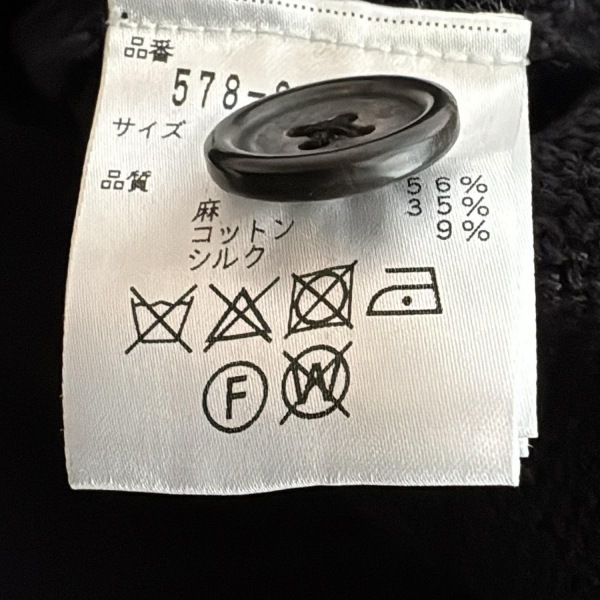 品番
578-
サイズ
品質
麻 56%
コットン 35%
シルク 9%
F W